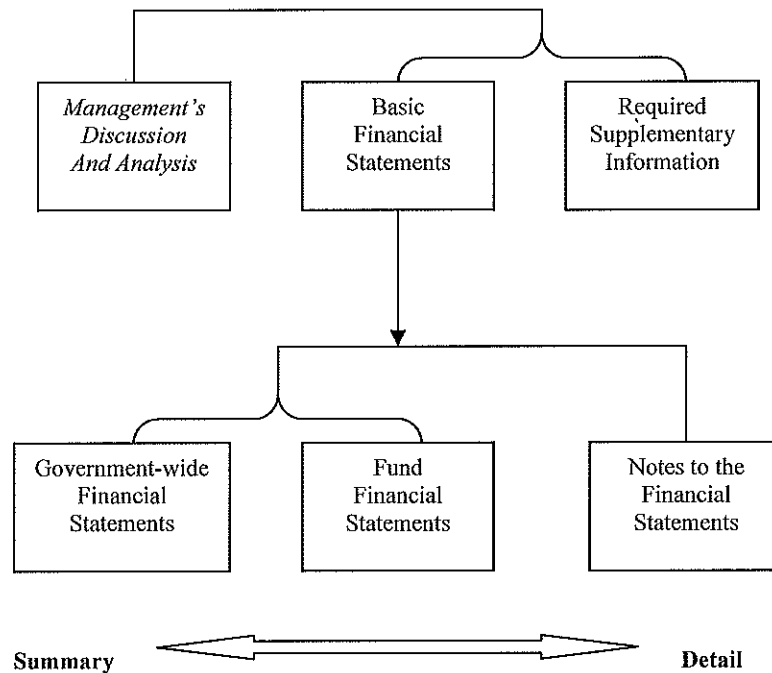 Management's
Discussion
And Analysis
Basic
Financial
Statements
Required
Supplementary
Information
Government-wide
Financial
Statements
Fund
Financial
Statements
Notes to the
Financial
Statements
Summary
Detail